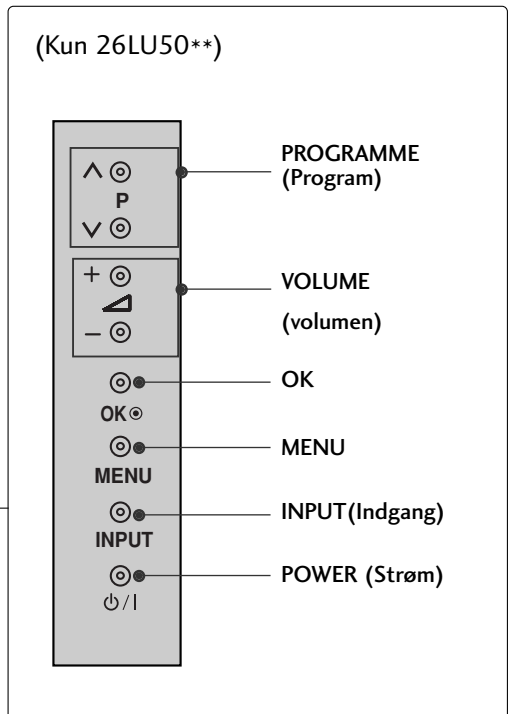 (Kun 26LU50**)
PROGRAMME
(Program)
P
VOLUME
(volumen)
+
−
OK
OK
MENU
MENU
INPUT(Indgang)
INPUT
POWER (Strøm)
⏻/I